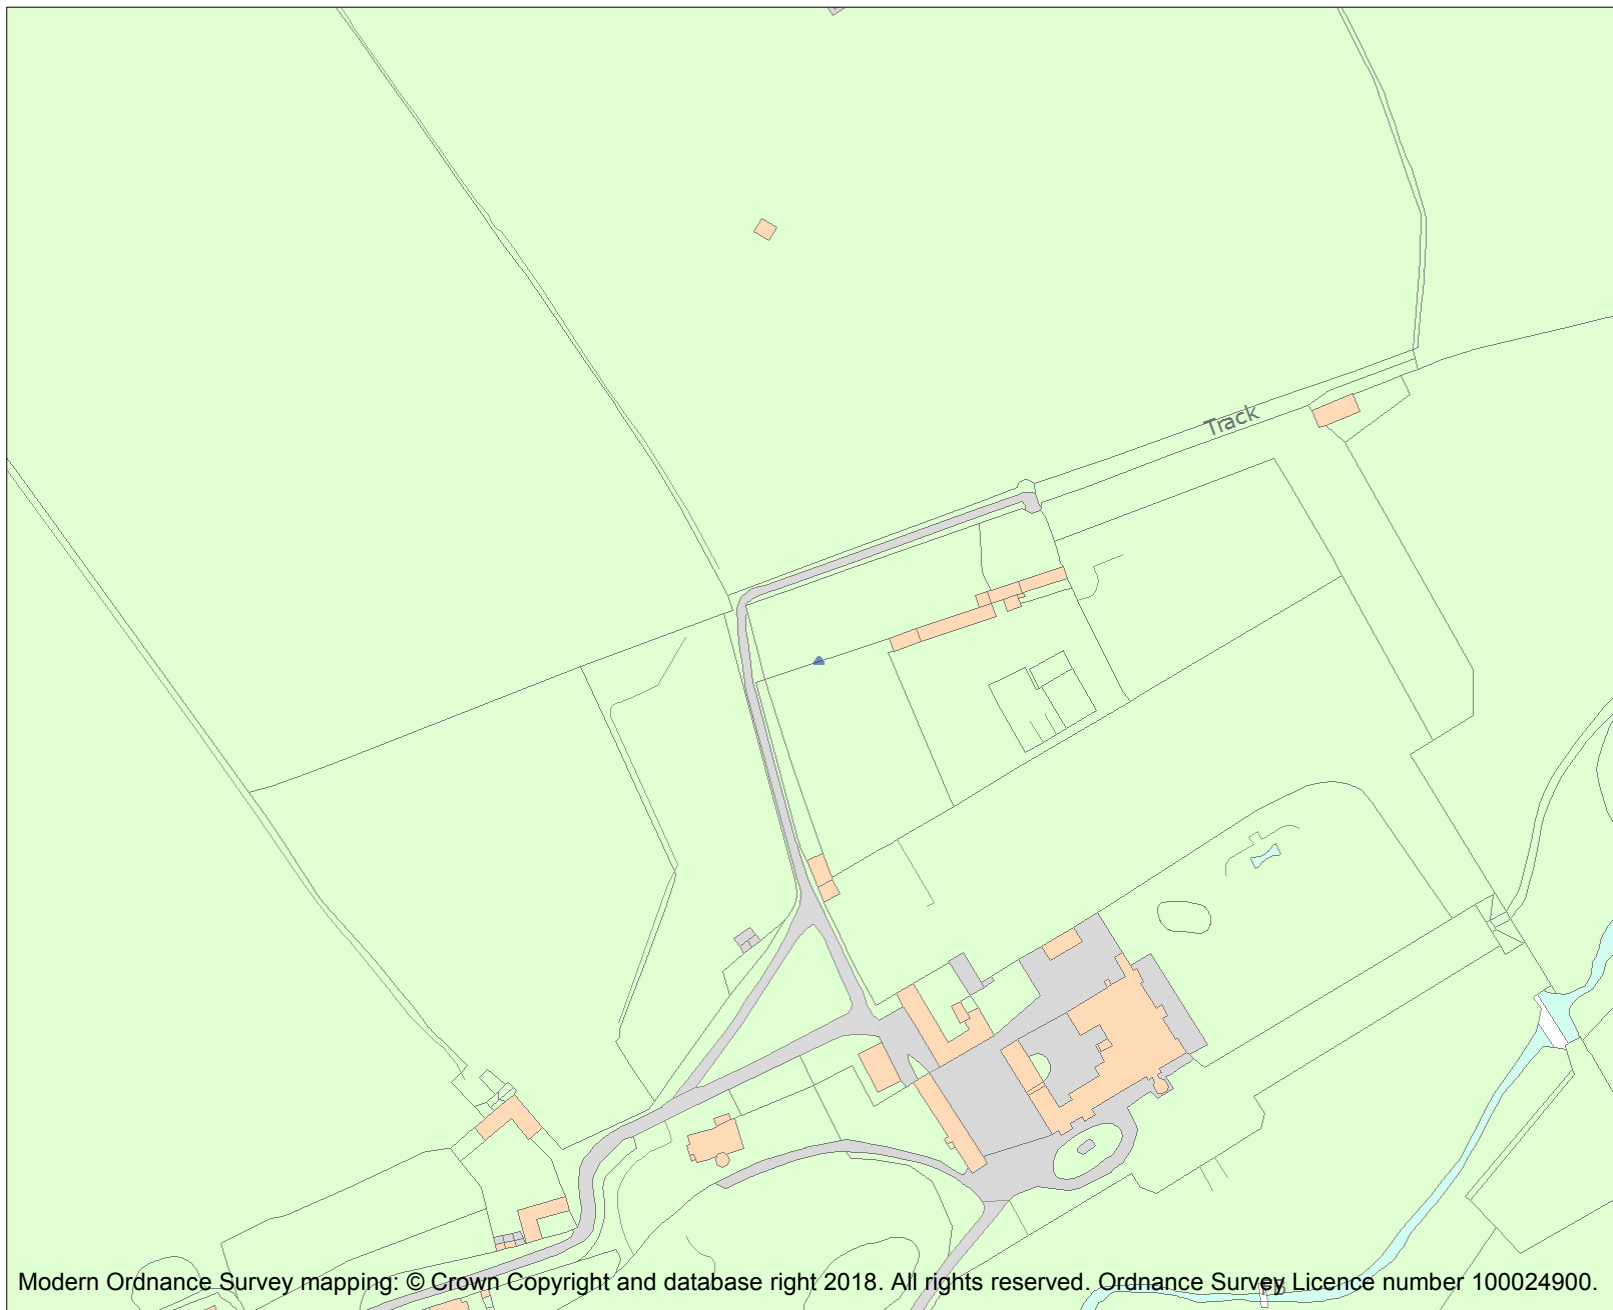 Track
Modern Ordnance Survey mapping: © Crown Copyright and database right 2018. All rights reserved. Ordnance Survey Licence number 100024900.